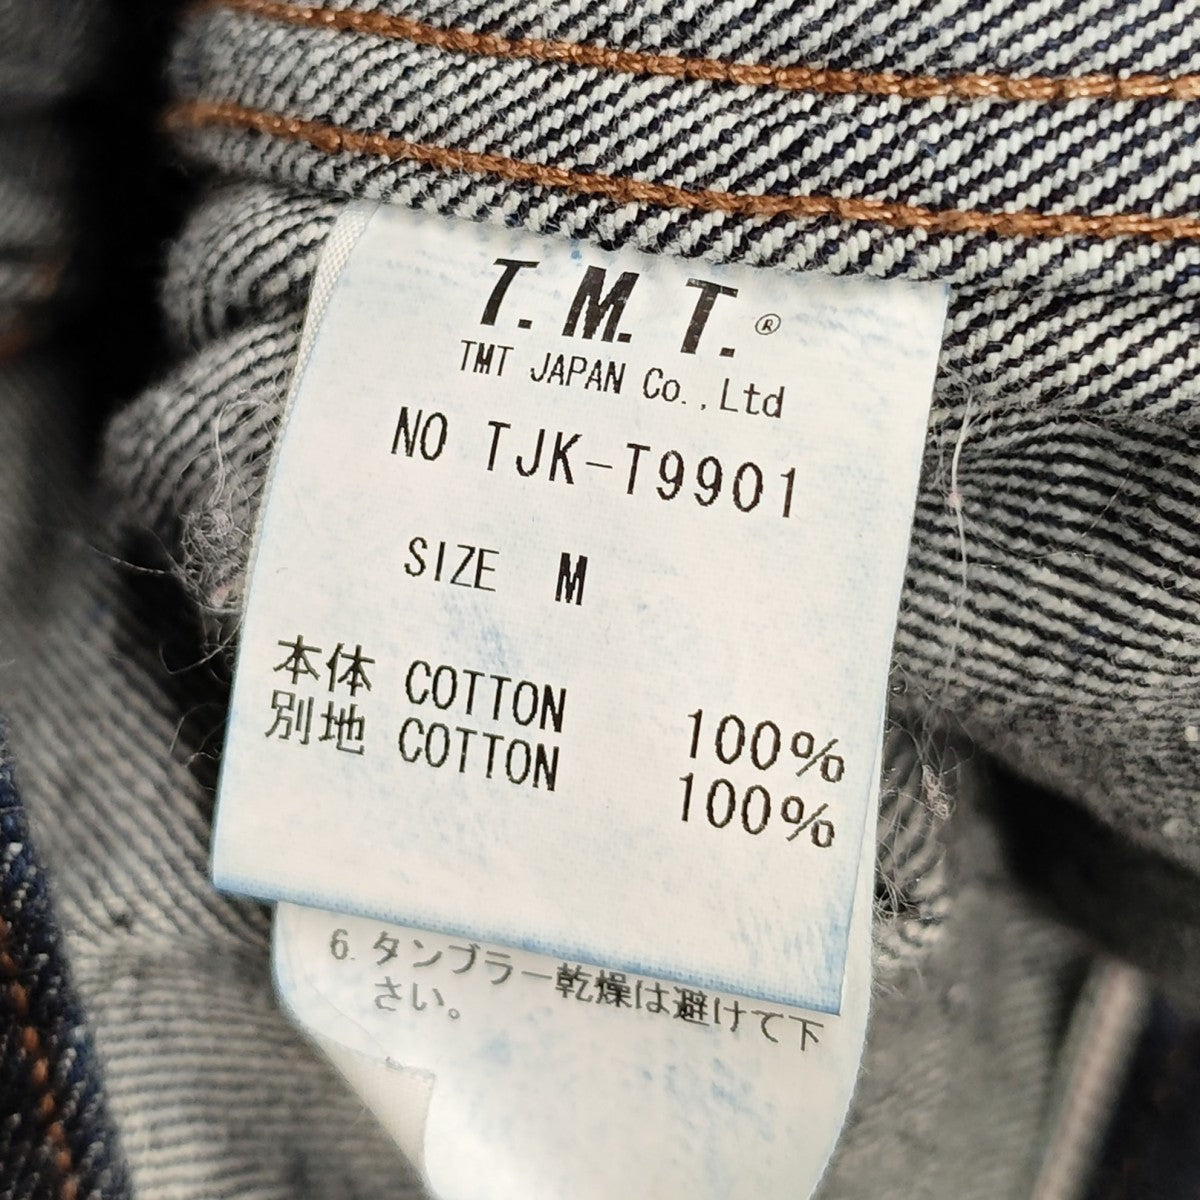 T.M.T.®
TMT JAPAN Co.,Ltd
NO TJK-T9901
SIZE M
本体 COTTON 100%
別地 COTTON 100%
6. タンブラー乾燥は避けて下
さい。